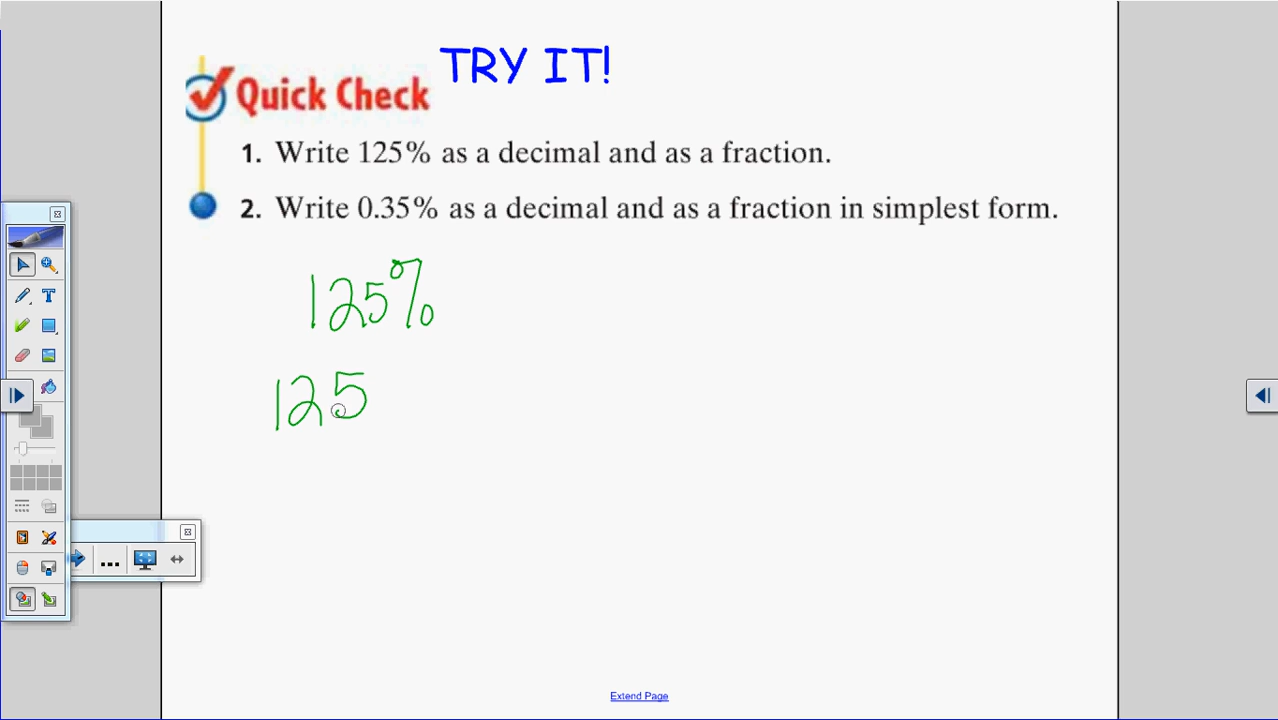 TRY IT!
Quick Check
1. Write 125% as a decimal and as a fraction.
2. Write 0.35% as a decimal and as a fraction in simplest form.
125%
125
Extend Page